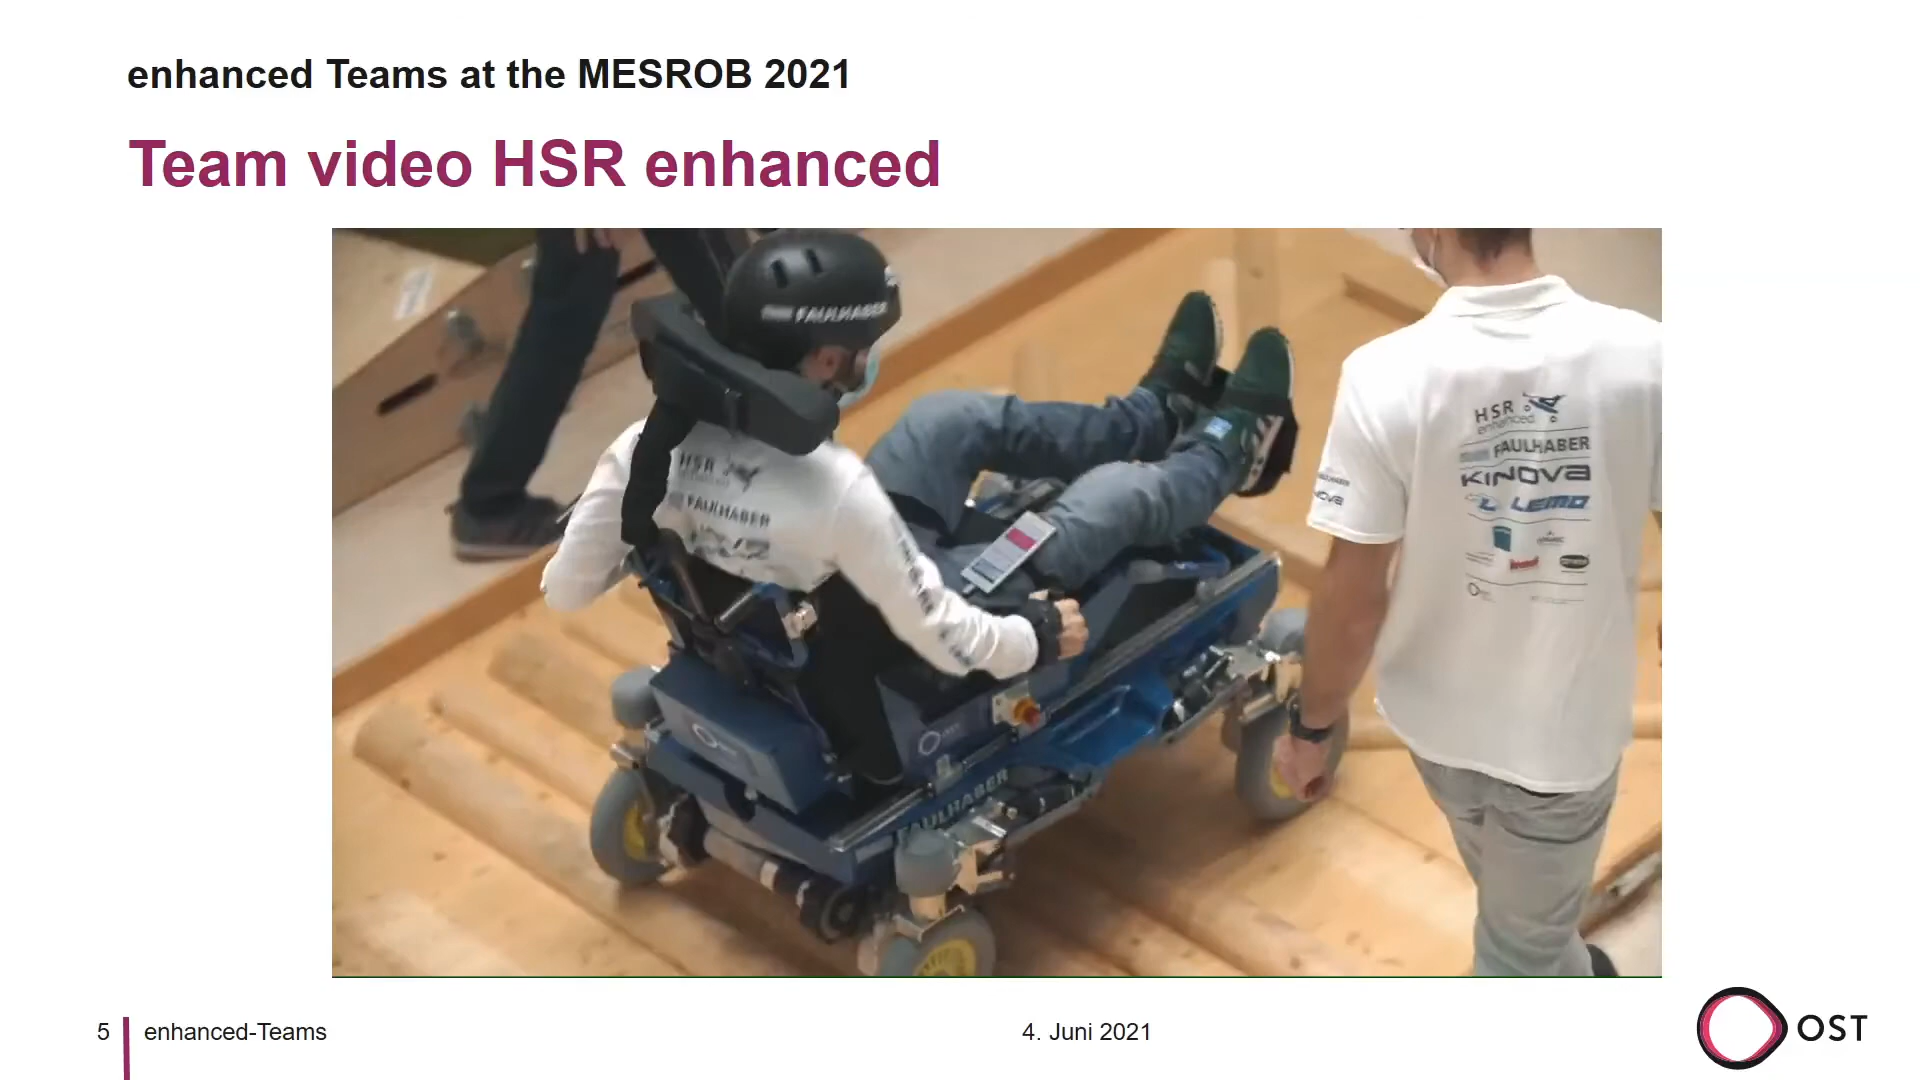 enhanced Teams at the MESROB 2021
Team video HSR enhanced
FAULHABER
HSR
FAULHABER
HSR
enhanced
FAULHABER
KINOVA
LEMO
FAULHABER
5
enhanced-Teams
4. Juni 2021
OST